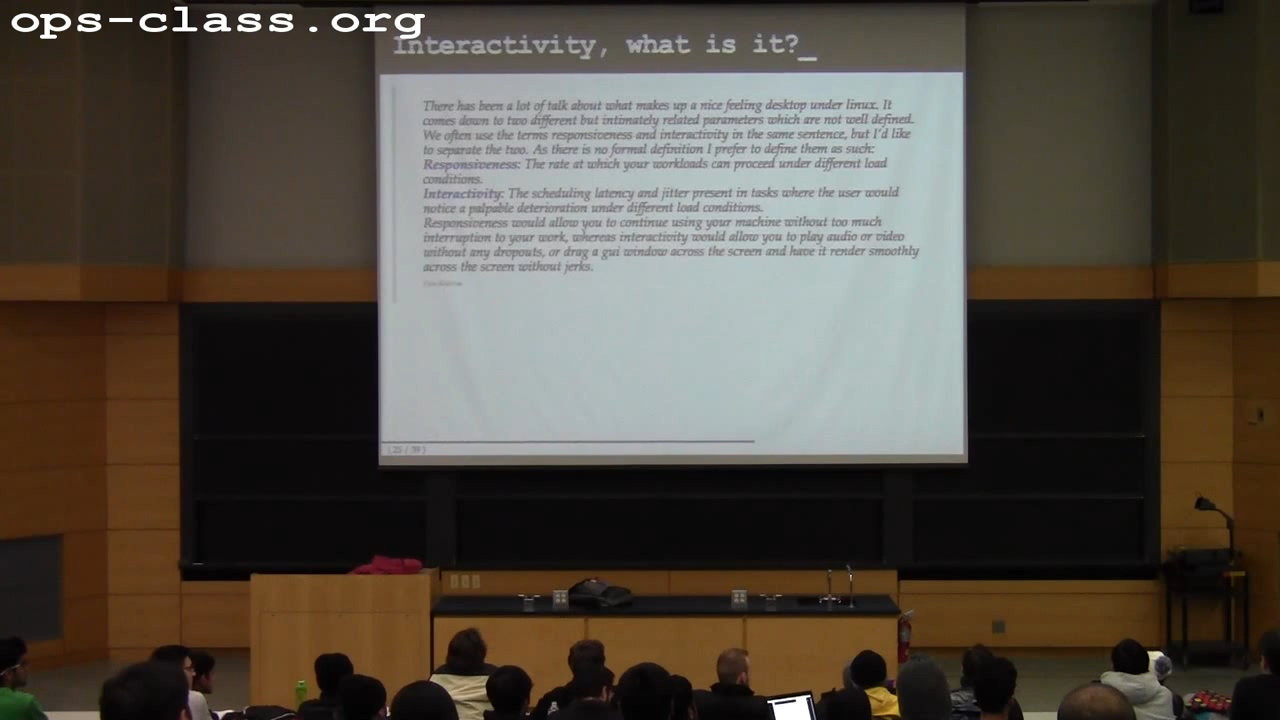 ops-class.org
Interactivity, what is it?_
There has been a lot of talk about what makes up a nice feeling desktop under linux. It
comes down to two different but intimately related parameters which are not well defined.
We often use the terms responsiveness and interactivity in the same sentence, but I'd like
to separate the two. As there is no formal definition I prefer to define them as such:
Responsiveness: The rate at which your workloads can proceed under different load
conditions.
Interactivity: The scheduling latency and jitter present in tasks where the user would
notice a palpable deterioration under different load conditions.
Responsiveness would allow you to continue using your machine without too much
interruption to your work, whereas interactivity would allow you to play audio or video
without any dropouts, or drag a gui window across the screen and have it render smoothly
across the screen without jerks.
( 25 / 39 )